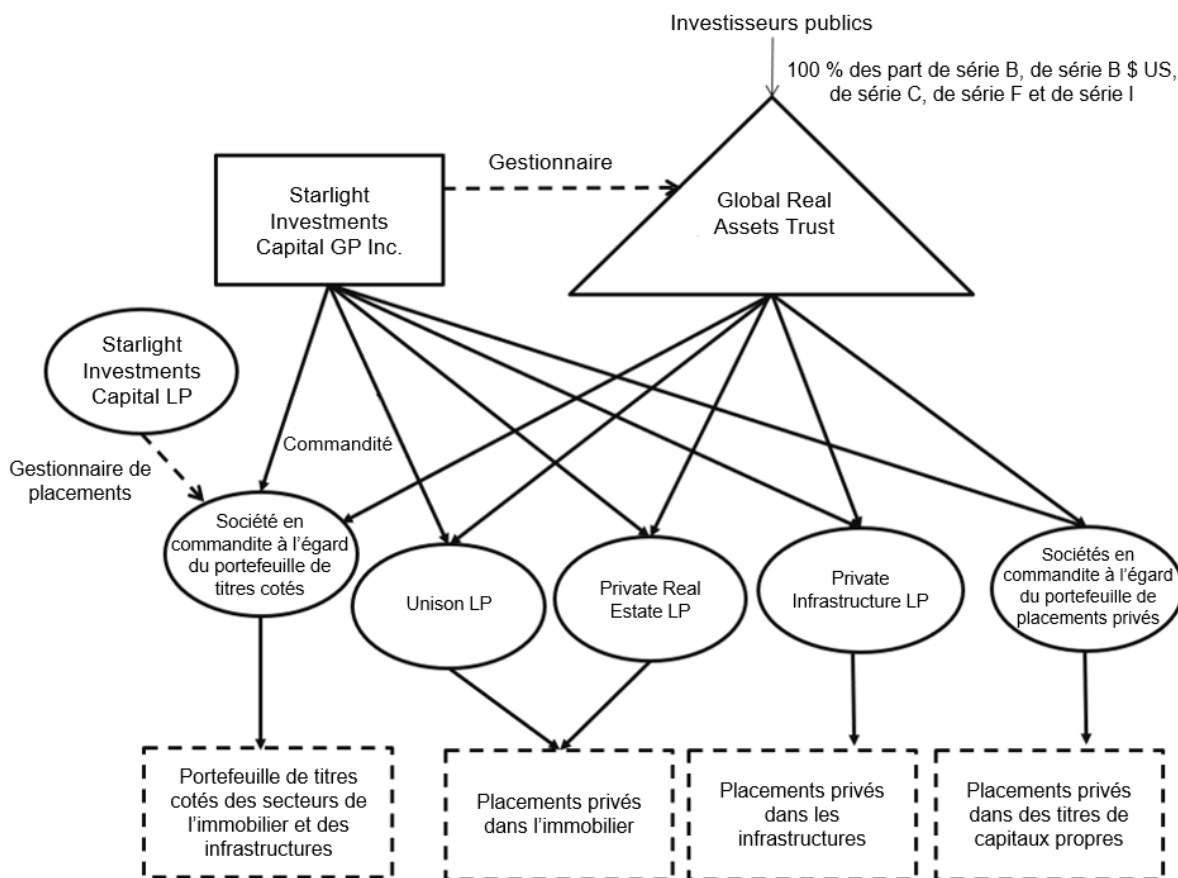 Investisseurs publics
100 % des part de série B, de série B $ US,
de série C, de série F et de série I
Gestionnaire
Starlight
Investments
Capital GP Inc.
Global Real
Assets Trust
Starlight
Investments
Capital LP
Commandité
Gestionnaire de
placements
Société en
commandite à l'égard
du portefeuille de
titres cotés
Unison LP
Private Real
Estate LP
Private
Infrastructure LP
Sociétés en
commandite à l'égard
du portefeuille de
placements privés
Portefeuille de titres
cotés des secteurs de
l'immobilier et des
infrastructures
Placements privés
dans l'immobilier
Placements privés
dans les
infrastructures
Placements privés
dans des titres de
capitaux propres